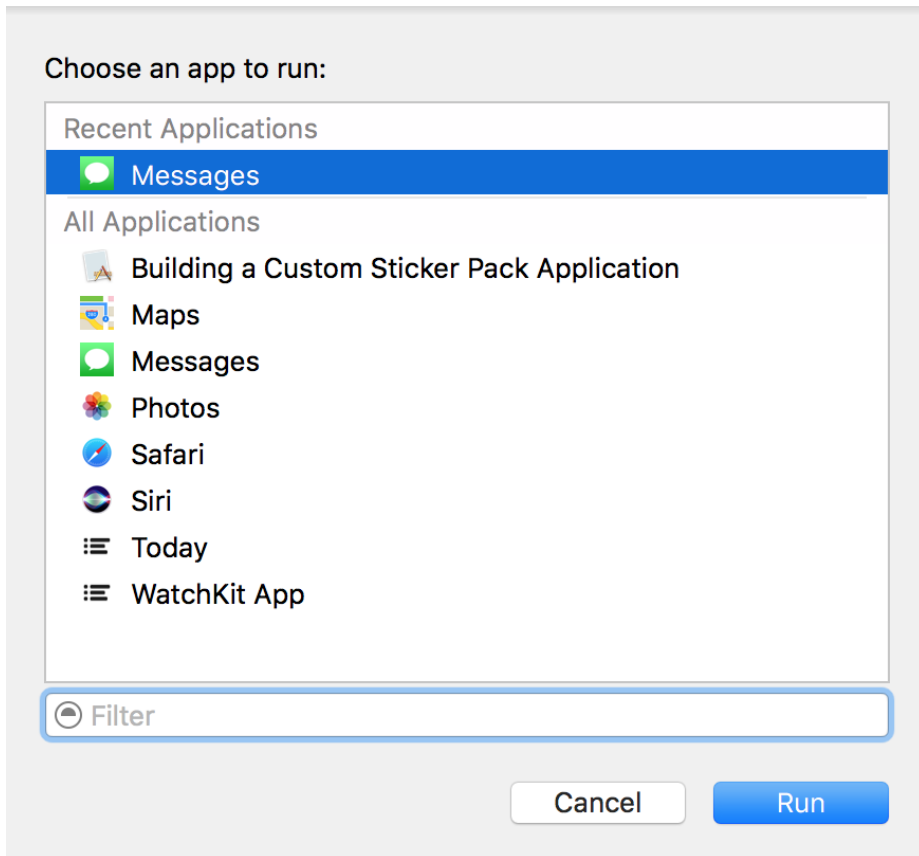 Choose an app to run:
Recent Applications
Messages
All Applications
Building a Custom Sticker Pack Application
Maps
Messages
Photos
Safari
Siri
Today
WatchKit App
Filter
Cancel Run